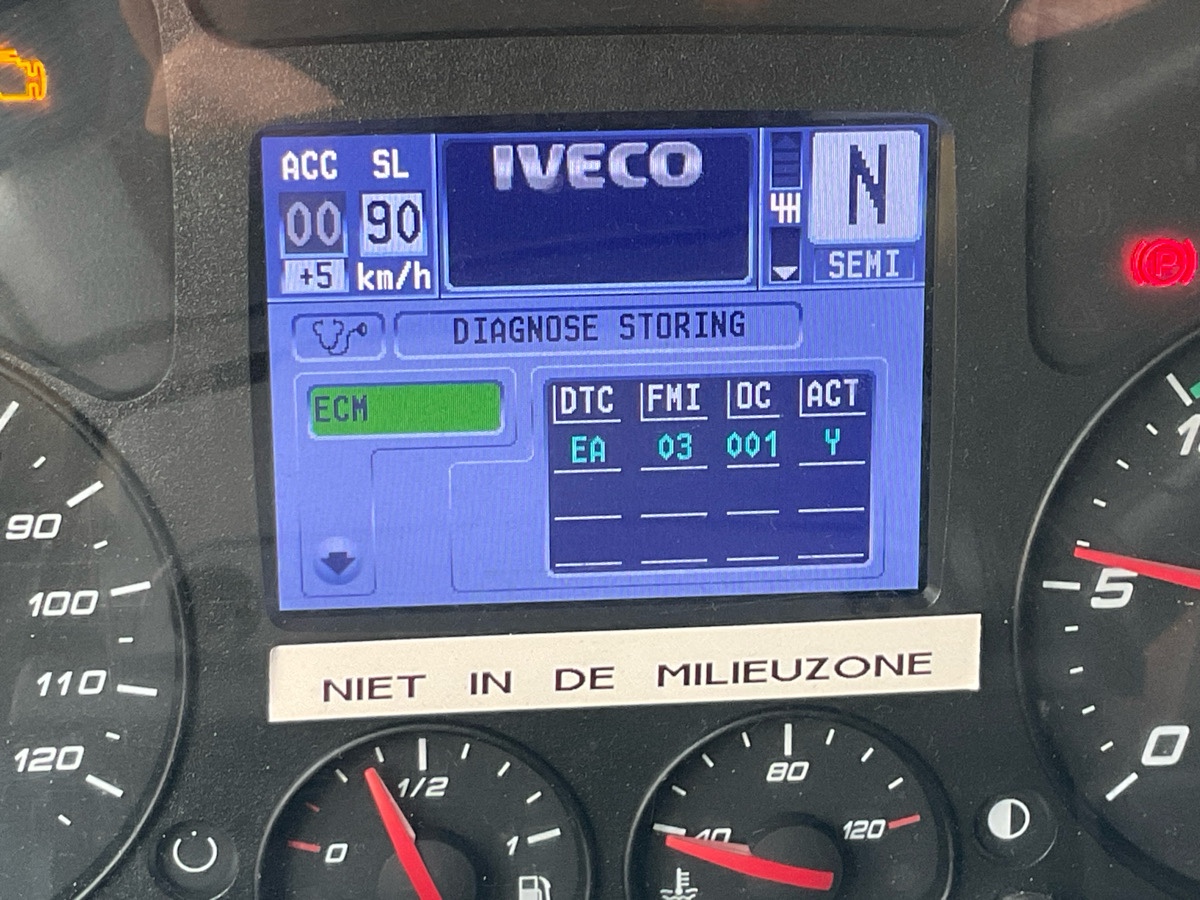 ACC SL
00 90
+5 km/h
IVECO
N
SEMI
DIAGNOSE STORING
ECM
DTC FMI OC ACT
EA 03 001 Y
NIET IN DE MILIEUZONE
90
100
110
120
0 1/2 1
40 80 120
5
0
P